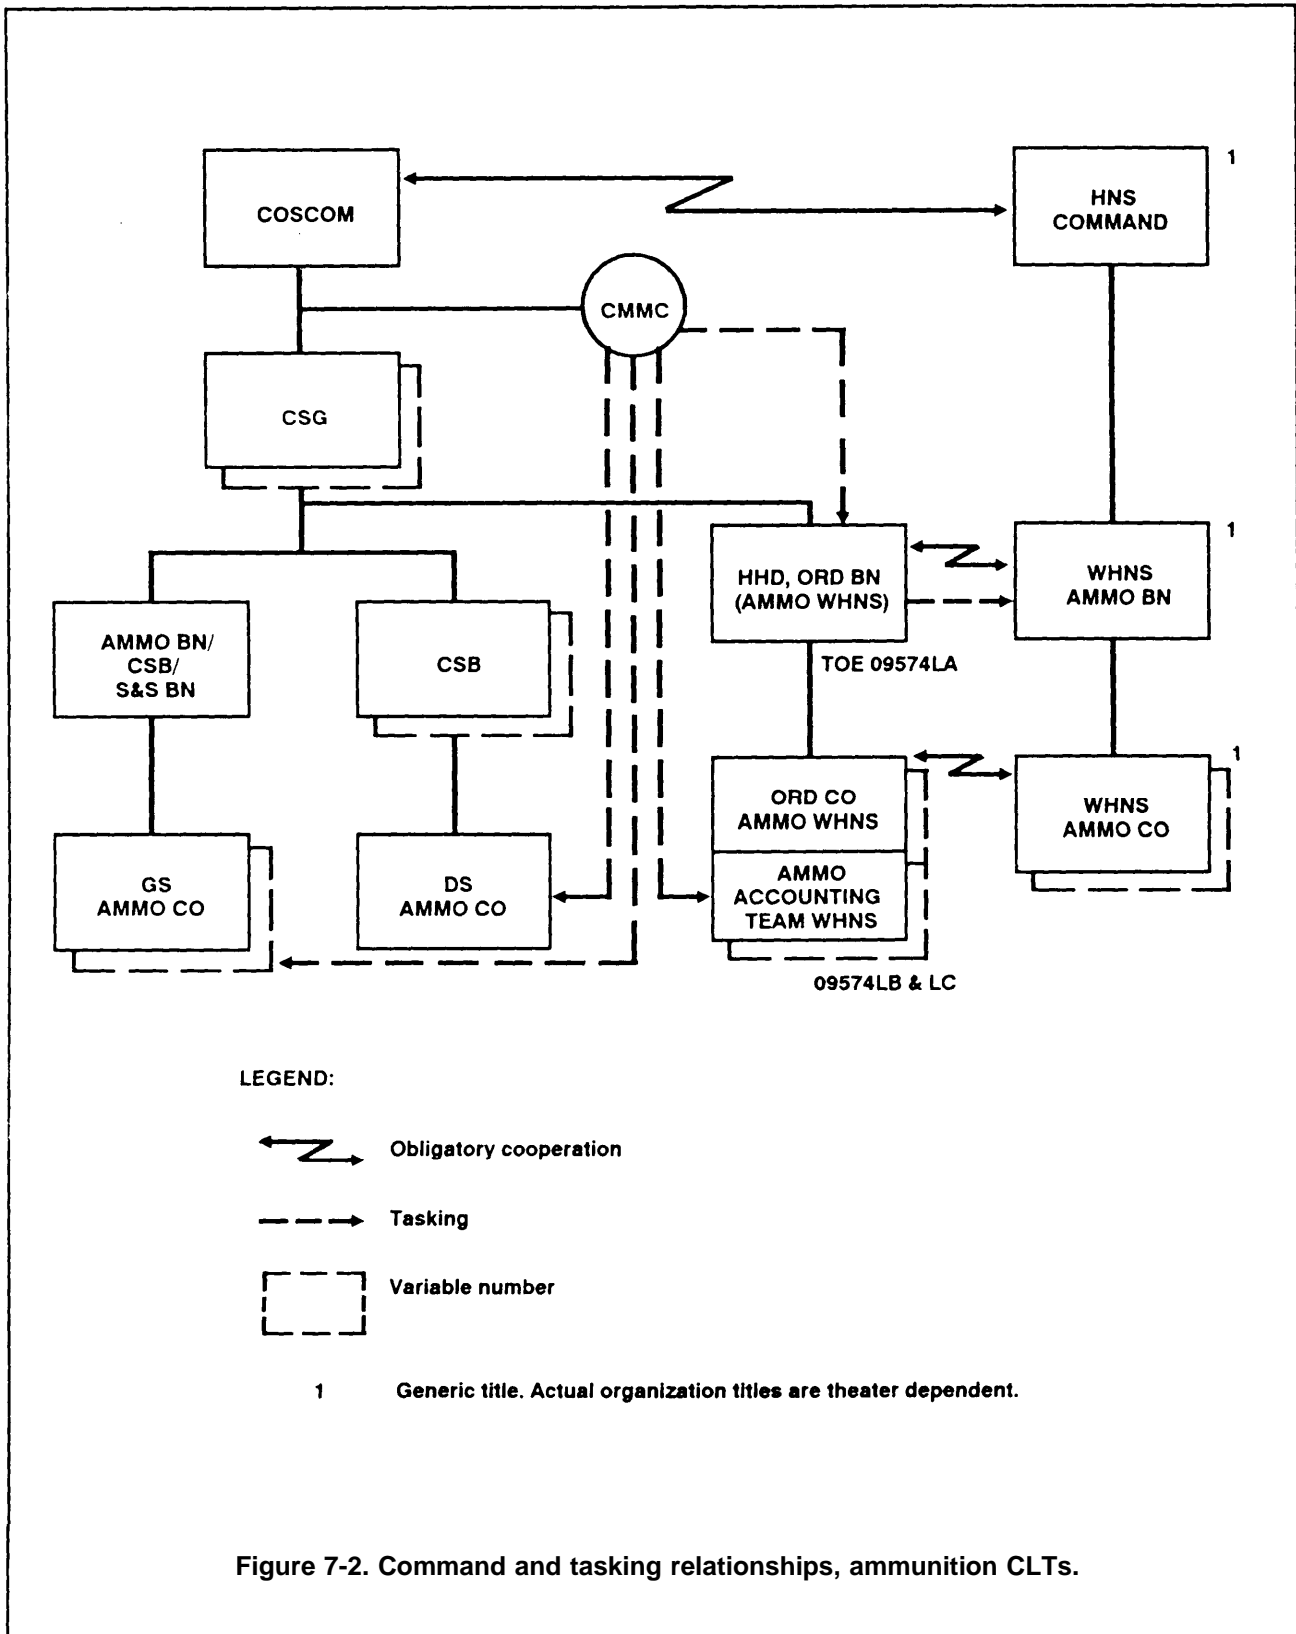 COSCOM
HNS
COMMAND
1
CMMC
CSG
HHD, ORD BN
(AMMO WHNS)
WHNS
AMMO BN
1
TOE 09574LA
AMMO BN/
CSB/
S&S BN
CSB
ORD CO
AMMO WHNS
WHNS
AMMO CO
1
GS
AMMO CO
DS
AMMO CO
AMMO
ACCOUNTING
TEAM WHNS
09574LB & LC
LEGEND:
Obligatory cooperation
Tasking
Variable number
1 Generic title. Actual organization titles are theater dependent.
Figure 7-2. Command and tasking relationships, ammunition CLTs.